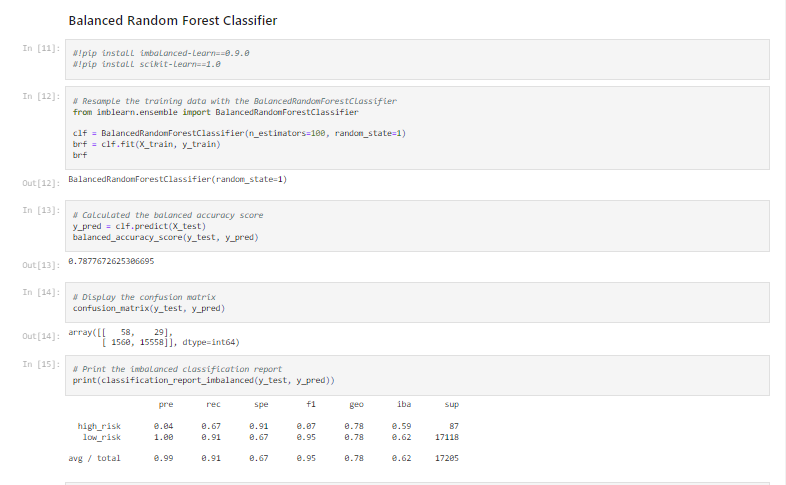 Balanced Random Forest Classifier
In [11]:
#!pip install imbalanced-learn==0.9.0
#!pip install scikit-learn==1.0
In [12]:
# Resample the training data with the BalancedRandomForestClassifier
from imblearn.ensemble import BalancedRandomForestClassifier
clf = BalancedRandomForestClassifier(n_estimators=100, random_state=1)
brf = clf.fit(X_train, y_train)
brf
Out[12]: BalancedRandomForestClassifier(random_state=1)
In [13]:
# Calculated the balanced accuracy score
y_pred = clf.predict(X_test)
balanced_accuracy_score(y_test, y_pred)
Out[13]: 0.7877672625306695
In [14]:
# Display the confusion matrix
confusion_matrix(y_test, y_pred)
Out[14]: array([[   58,    29],
[ 1560, 15558]], dtype=int64)
In [15]:
# Print the imbalanced classification report
print(classification_report_imbalanced(y_test, y_pred))
pre rec spe f1 geo iba sup
high_risk 0.04 0.67 0.91 0.07 0.78 0.59 87
low_risk 1.00 0.91 0.67 0.95 0.78 0.62 17118
avg / total 0.99 0.91 0.67 0.95 0.78 0.62 17205